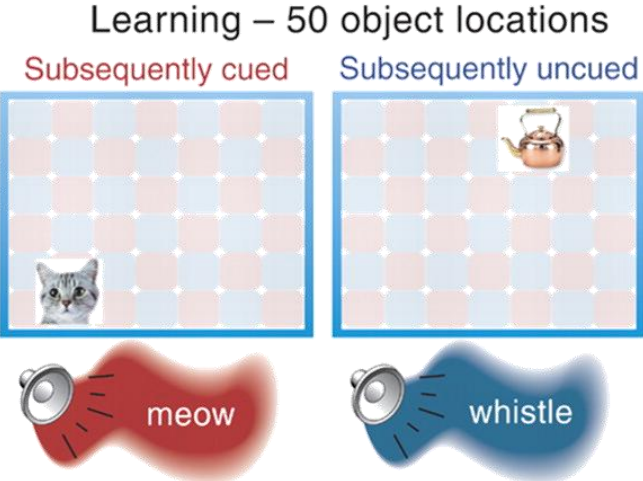 Learning – 50 object locations
Subsequently cued
Subsequently uncued
meow
whistle